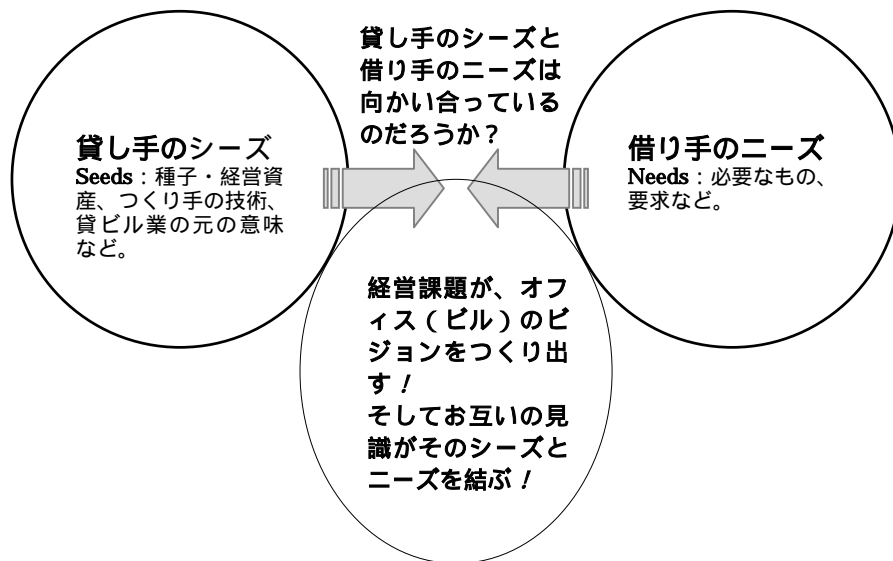 貸し手のシーズと
借り手のニーズは
向かい合っている
のだろうか？
貸し手のシーズ
Seeds：種子・経営資
産、つくり手の技術、
貸ビル業の元の意味
など。
借り手のニーズ
Needs：必要なもの、
要求など。
経営課題が、オフ
ィス（ビル）のビ
ジョンをつくり出
す！
そしてお互いの見
識がそのシーズと
ニーズを結ぶ！